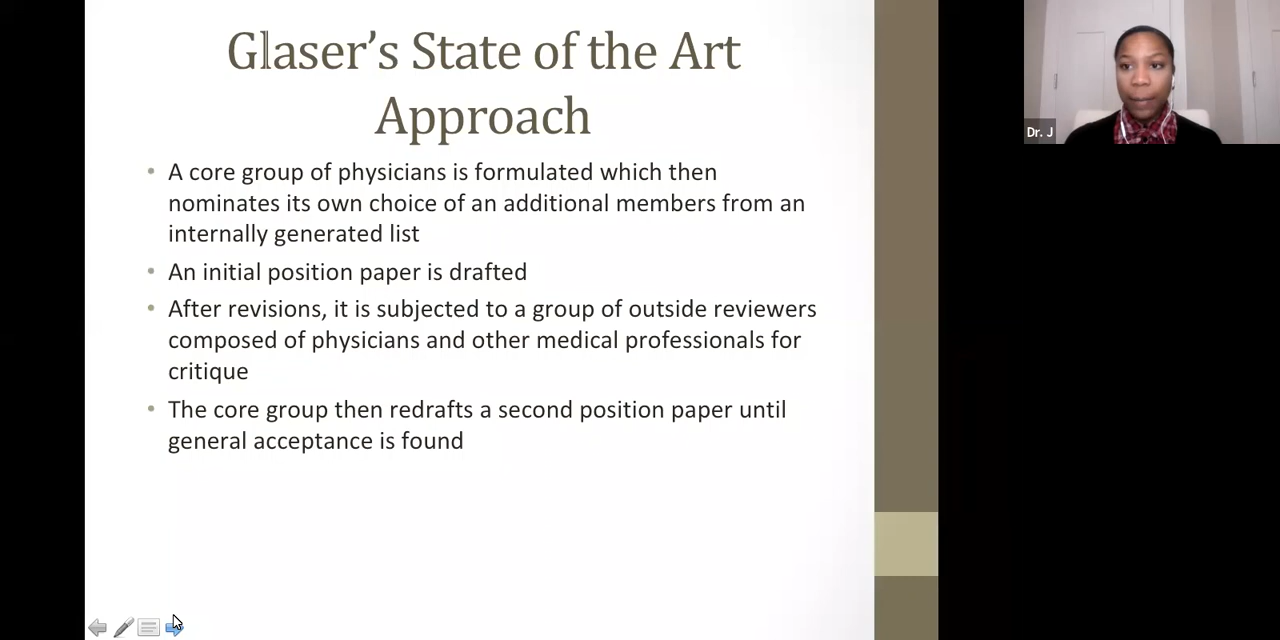 Glaser’s State of the Art
Approach
• A core group of physicians is formulated which then
nominates its own choice of an additional members from an
internally generated list
• An initial position paper is drafted
• After revisions, it is subjected to a group of outside reviewers
composed of physicians and other medical professionals for
critique
• The core group then redrafts a second position paper until
general acceptance is found
Dr. J